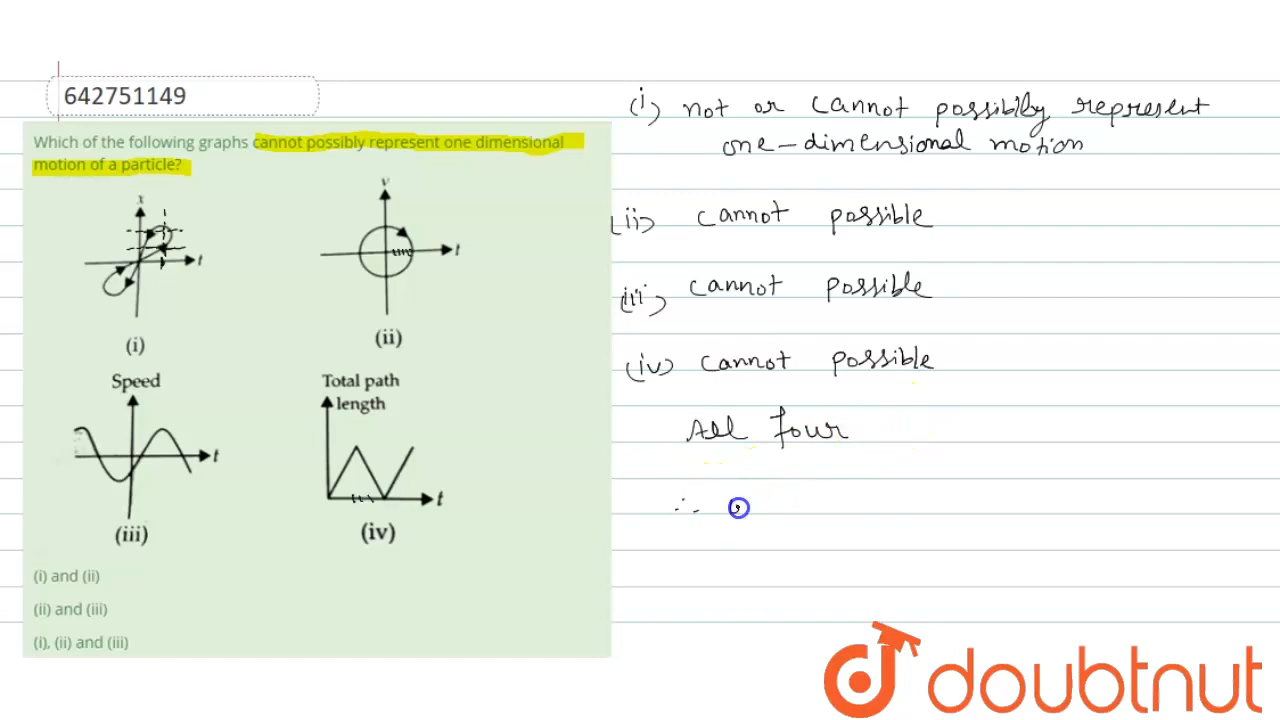 642751149
Which of the following graphs cannot possibly represent one dimensional
motion of a particle?
x
t
(i)
v
t
(ii)
Speed
t
(iii)
Total path
length
t
(iv)
(i) and (ii)
(ii) and (iii)
(i), (ii) and (iii)
(i) not or cannot possibily represent
one-dimensional motion
(ii) cannot possible
(iii) cannot possible
(iv) cannot possible
All four
∴
doubtnut